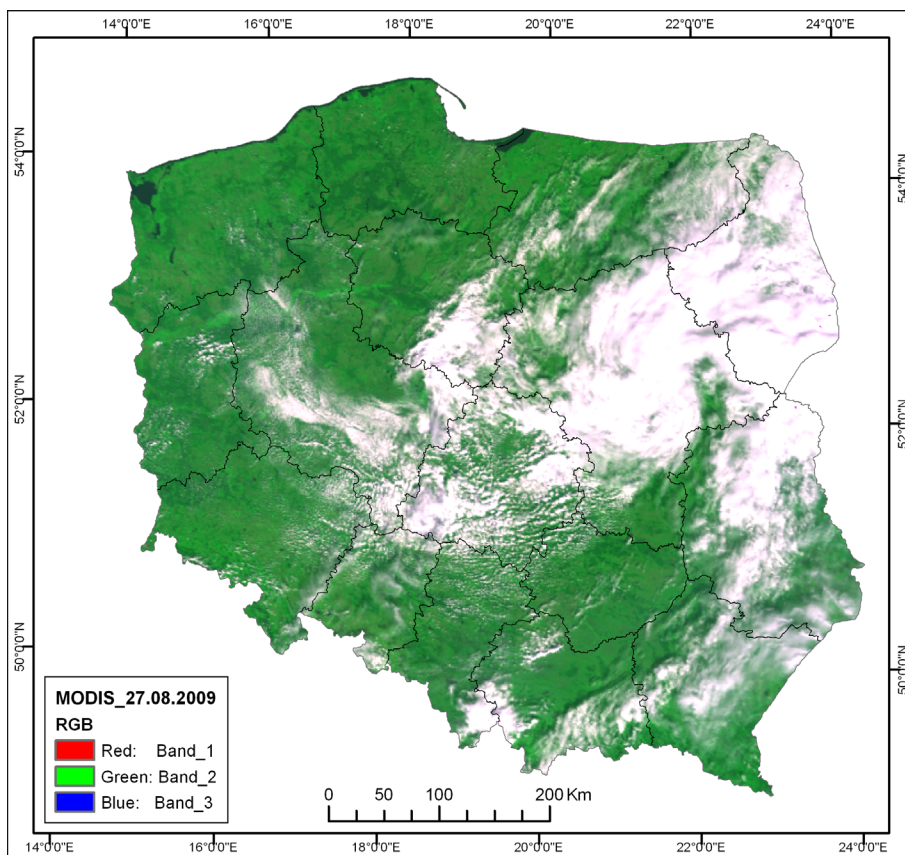 14°0'0"E 16°0'0"E 18°0'0"E 20°0'0"E 22°0'0"E 24°0'0"E
54°0'0"N
54°0'0"N
52°0'0"N
52°0'0"N
50°0'0"N
50°0'0"N
MODIS_27.08.2009
RGB
Red: Band_1
Green: Band_2
Blue: Band_3
0 50 100 200 Km
14°0'0"E 16°0'0"E 18°0'0"E 20°0'0"E 22°0'0"E 24°0'0"E